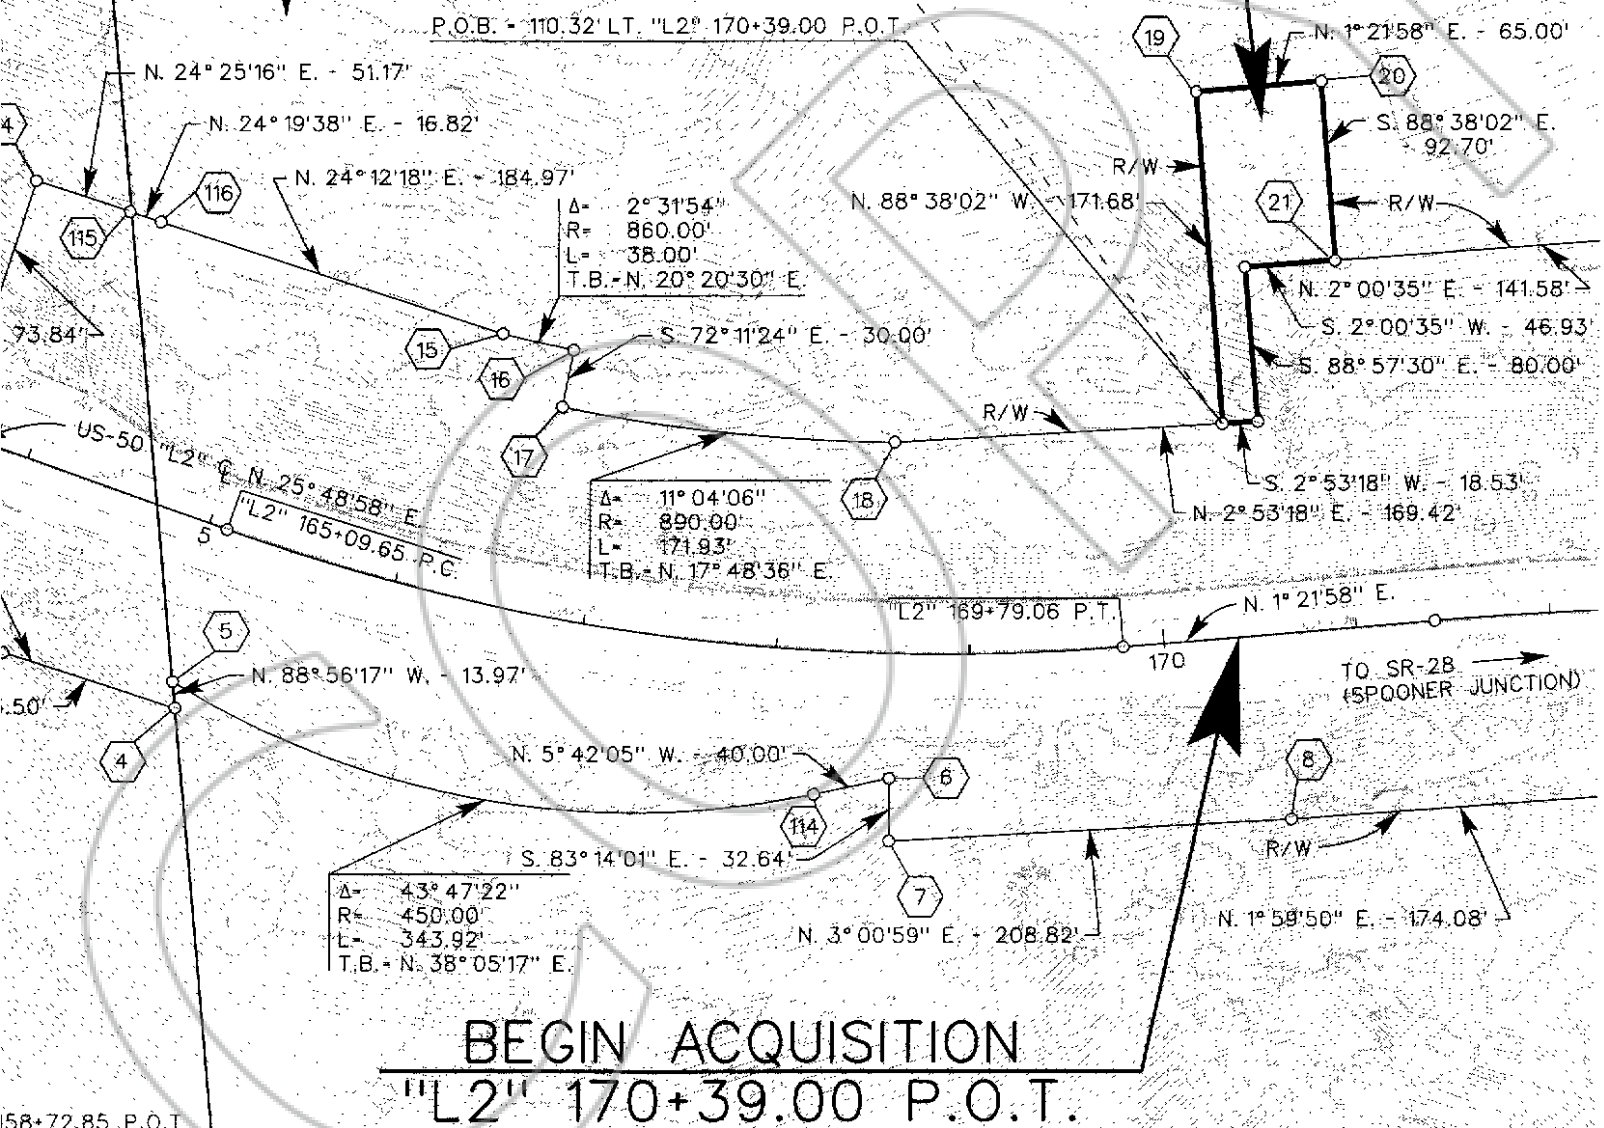 P.O.B. - 110.32' LT. "L2" 170+39.00 P.O.T.
19
N. 1°21'58" E. - 65.00'
N. 24°25'16" E. - 51.17'
20
4
N. 24°19'38" E. - 16.82'
S. 88°38'02" E.
- 92.70'
R/W
N. 24°12'18" E. - 184.97'
116
N. 88°38'02" W. - 171.68'
21
R/W
115
Δ= 2°31'54"
R= 860.00'
L= 38.00'
T.B.= N. 20°20'30" E.
N. 2°00'35" E. - 141.58'
73.84'
S. 2°00'35" W. - 46.93'
15
S. 72°11'24" E. - 30.00'
16
S. 88°57'30" E. - 80.00'
R/W
US-50 "L2" ℄ N. 25°48'58" E.
17
18
S. 2°53'18" W. - 18.53'
N. 2°53'18" E. - 169.42'
"L2" 165+09.65 P.C.
5
Δ= 11°04'06"
R= 890.00'
L= 171.93'
T.B.= N. 17°48'36" E.
"L2" 169+79.06 P.T.
N. 1°21'58" E.
5
170
TO SR-28
(SPOONER JUNCTION)
N. 88°56'17" W. - 13.97'
.50'
4
N. 5°42'05" W. - 40.00'
6
8
114
S. 83°14'01" E. - 32.64'
R/W
7
Δ= 43°47'22"
R= 450.00'
L= 343.92'
T.B.= N. 38°05'17" E.
N. 3°00'59" E. - 208.82'
N. 1°59'50" E. - 174.08'
BEGIN ACQUISITION
"L2" 170+39.00 P.O.T.
158+72.85 P.O.T